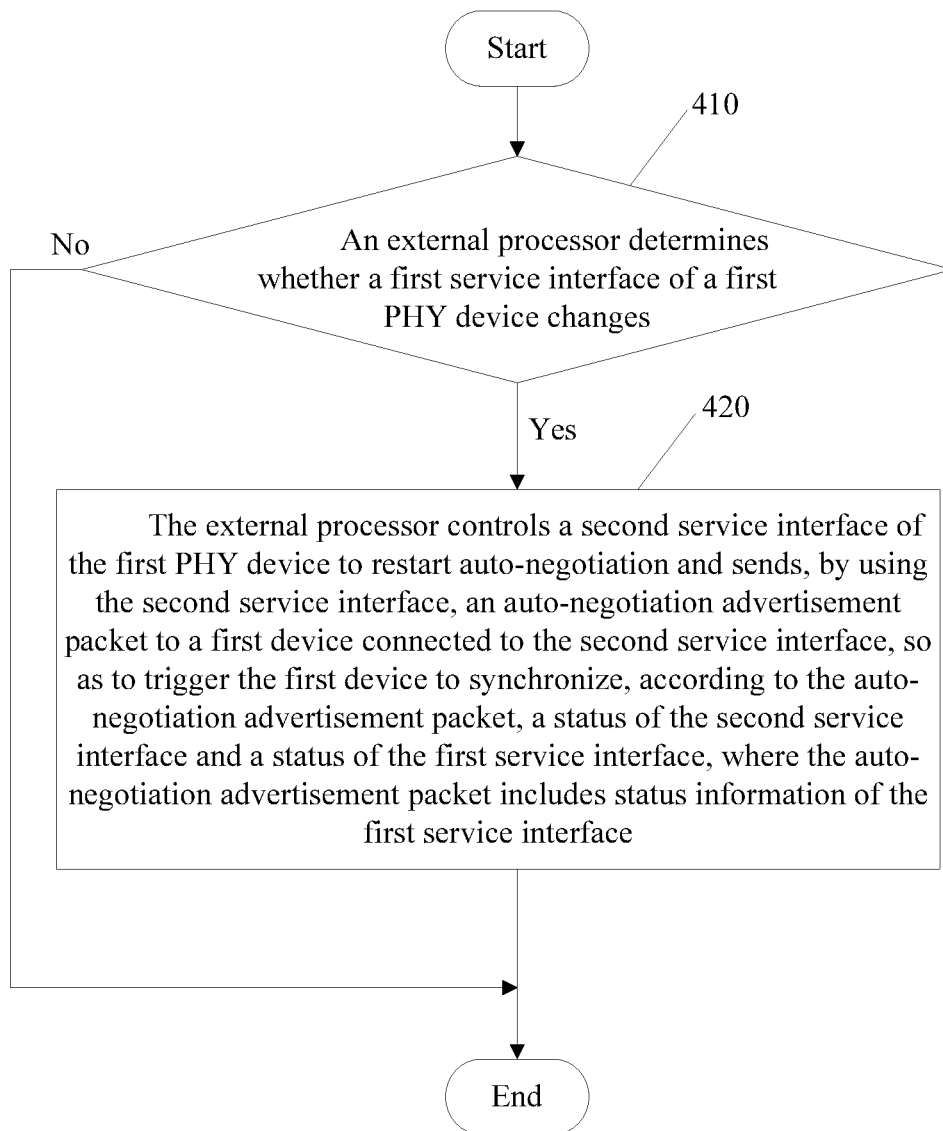 Start
410
No
An external processor determines
whether a first service interface of a first
PHY device changes
420
Yes
The external processor controls a second service interface of
the first PHY device to restart auto-negotiation and sends, by using
the second service interface, an auto-negotiation advertisement
packet to a first device connected to the second service interface, so
as to trigger the first device to synchronize, according to the auto-
negotiation advertisement packet, a status of the second service
interface and a status of the first service interface, where the auto-
negotiation advertisement packet includes status information of the
first service interface
End